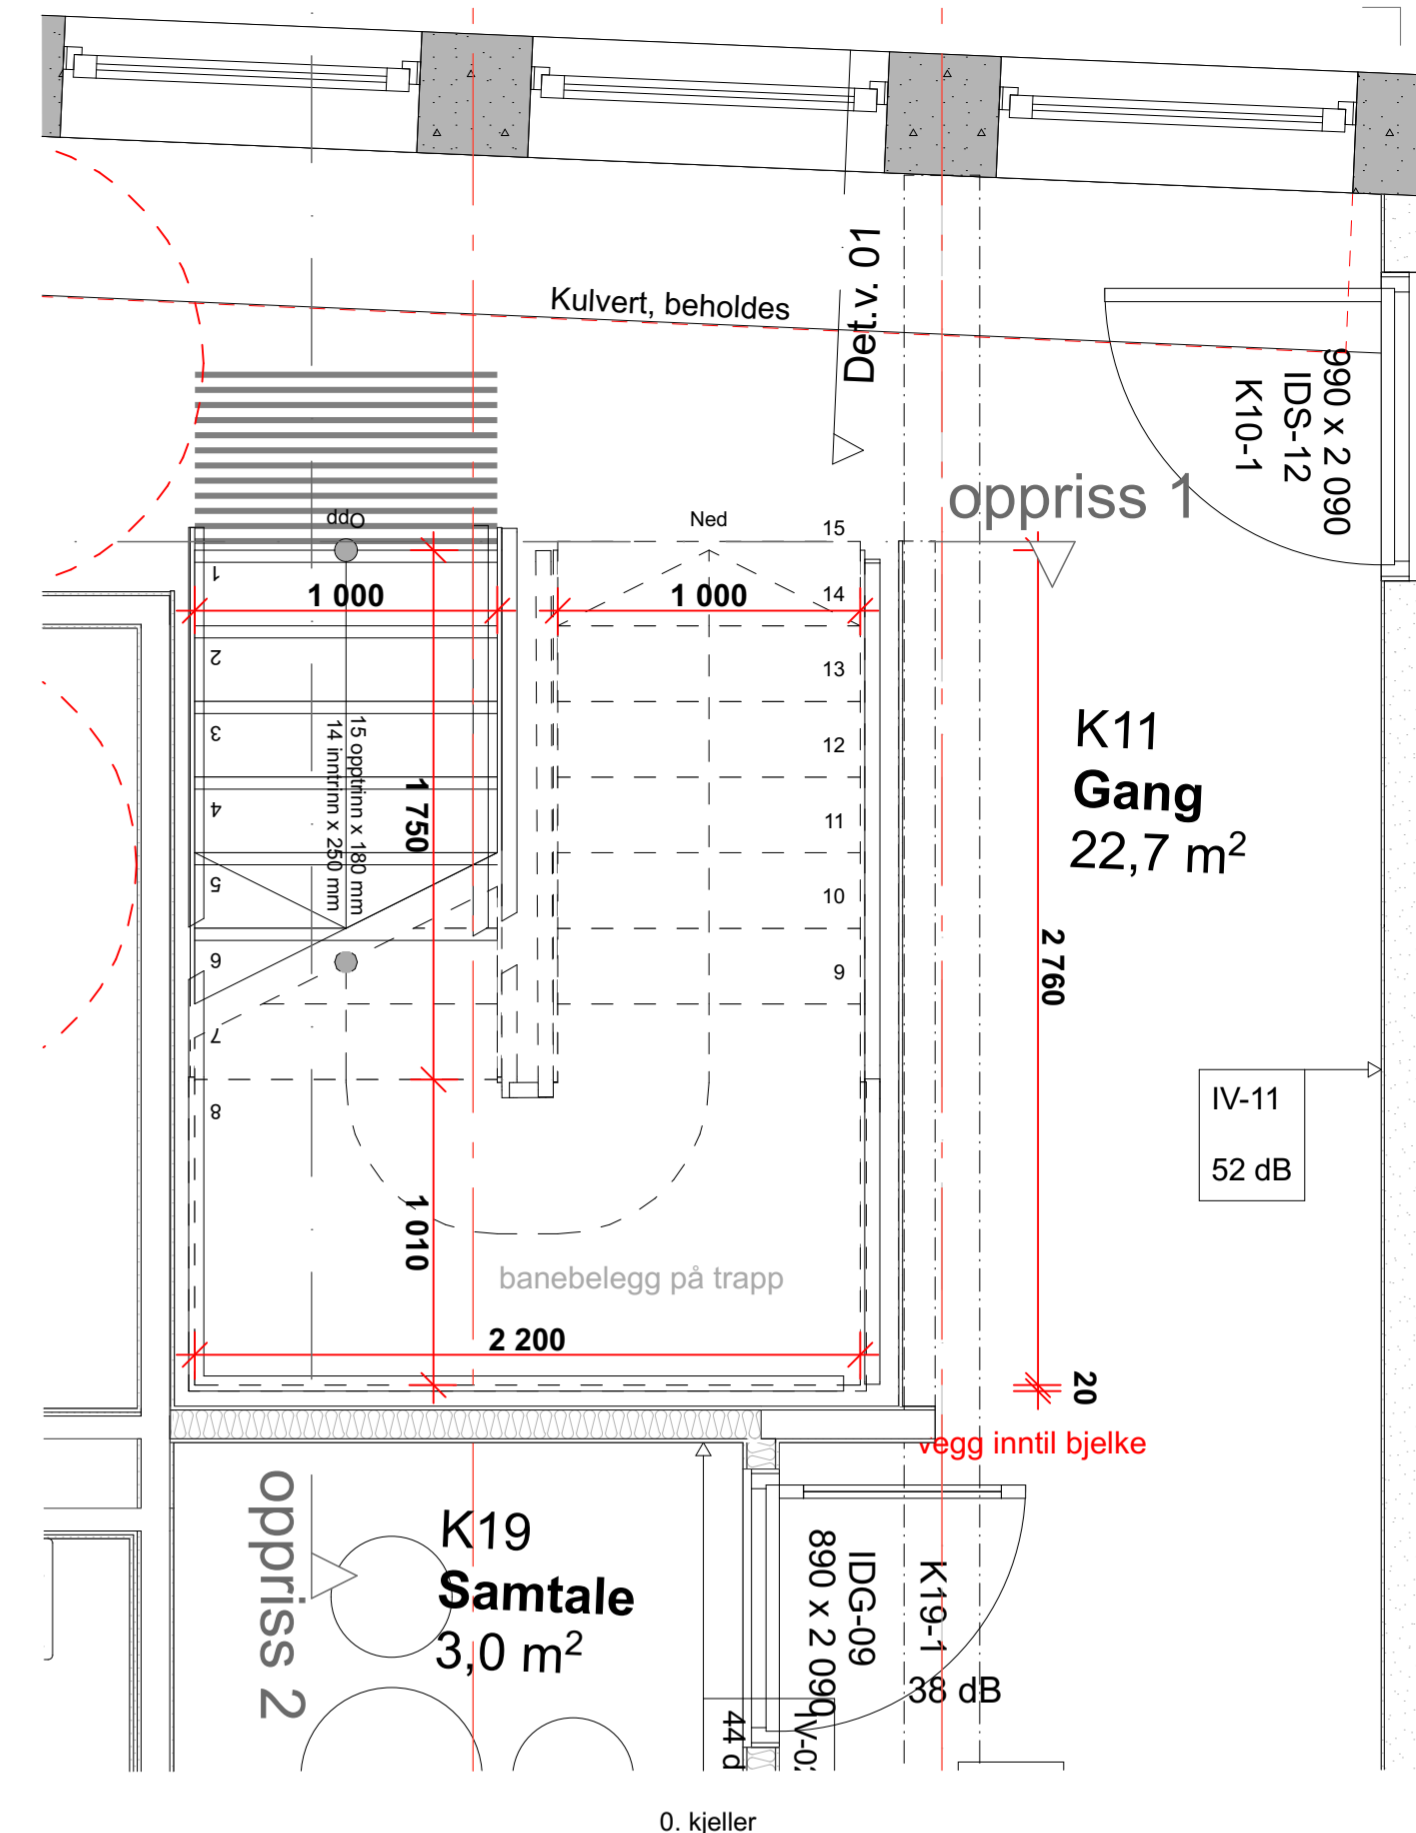 Kulvert, beholdes
Det.v. 01
990 x 2 090
IDS-12
K10-1
oppriss 1
Opp
Ned
15
14
13
12
11
10
9
1
2
3
4
5
6
7
8
1 000
1 000
15 opptrinn x 180 mm
14 inntrinn x 250 mm
1 750
K11
Gang
22,7 m²
2 760
IV-11
52 dB
1 010
banebelegg på trapp
2 200
20
vegg inntil bjelke
oppriss 2
K19
Samtale
3,0 m²
K19-1
IDG-09
890 x 2 090
38 dB
44 d
0. kjeller